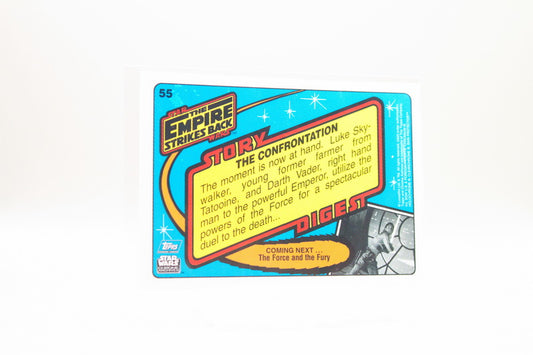 55
STAR
THE
EMPIRE
STRIKES BACK
WARS
STORY
THE CONFRONTATION
The moment is now at hand. Luke Sky-
walker, young former farmer from
Tatooine, and Darth Vader, right hand
man to the powerful Emperor, utilize the
powers of the Force for a spectacular
duel to the death...
DIGEST
COMING NEXT ...
The Force and the Fury
Topps
STAR
WARS